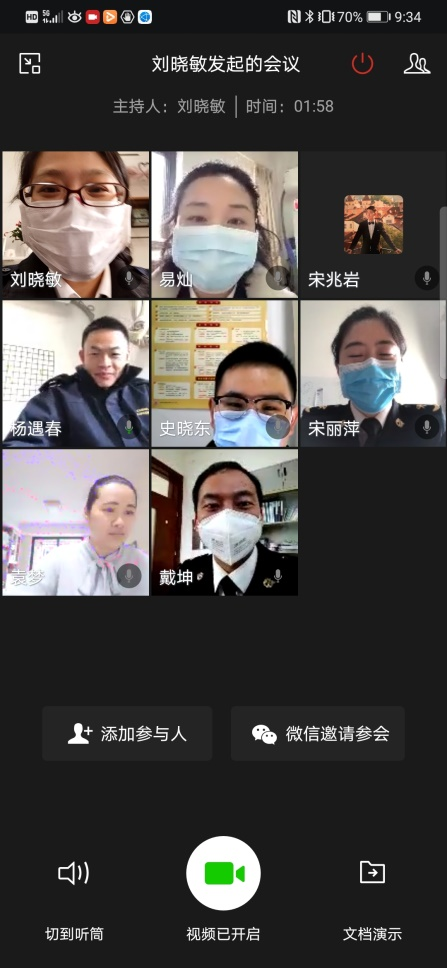 HD 5G 70% 9:34
刘晓敏发起的会议
主持人：刘晓敏 | 时间：01:58
刘晓敏 易灿 宋兆岩
杨遇春 史晓东 宋丽萍
袁梦 戴坤
添加参与人 微信邀请参会
切到听筒 视频已开启 文档演示